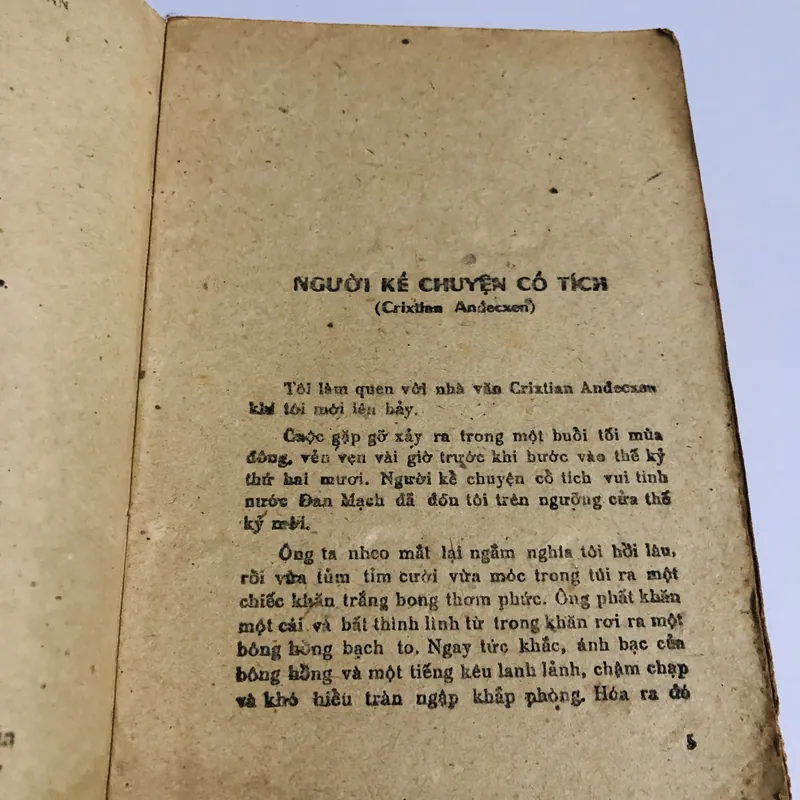 NGƯỜI KỂ CHUYỆN CỔ TÍCH
(Crixtian Andecxen)
Tôi làm quen với nhà văn Crixtian Andecxen
khi tôi mới lên bảy.
Cuộc gặp gỡ xảy ra trong một buổi tối mùa
đông, vẻn vẹn vài giờ trước khi bước vào thế kỷ
thứ hai mươi. Người kể chuyện cổ tích vui tính
nước Đan Mạch đã đón tôi trên ngưỡng cửa thế
kỷ mới.
Ông ta nheo mắt lại ngắm nghía tôi hồi lâu,
rồi vừa tủm tỉm cười vừa móc trong túi ra một
chiếc khăn trắng bong thơm phức. Ông phất khăn
một cái và bất thình lình từ trong khăn rơi ra một
bông hồng bạch to. Ngay tức khắc, ánh bạc của
bông hồng và một tiếng kêu lanh lảnh, chậm chạp
và khó hiểu tràn ngập khắp phòng. Hóa ra đó
5